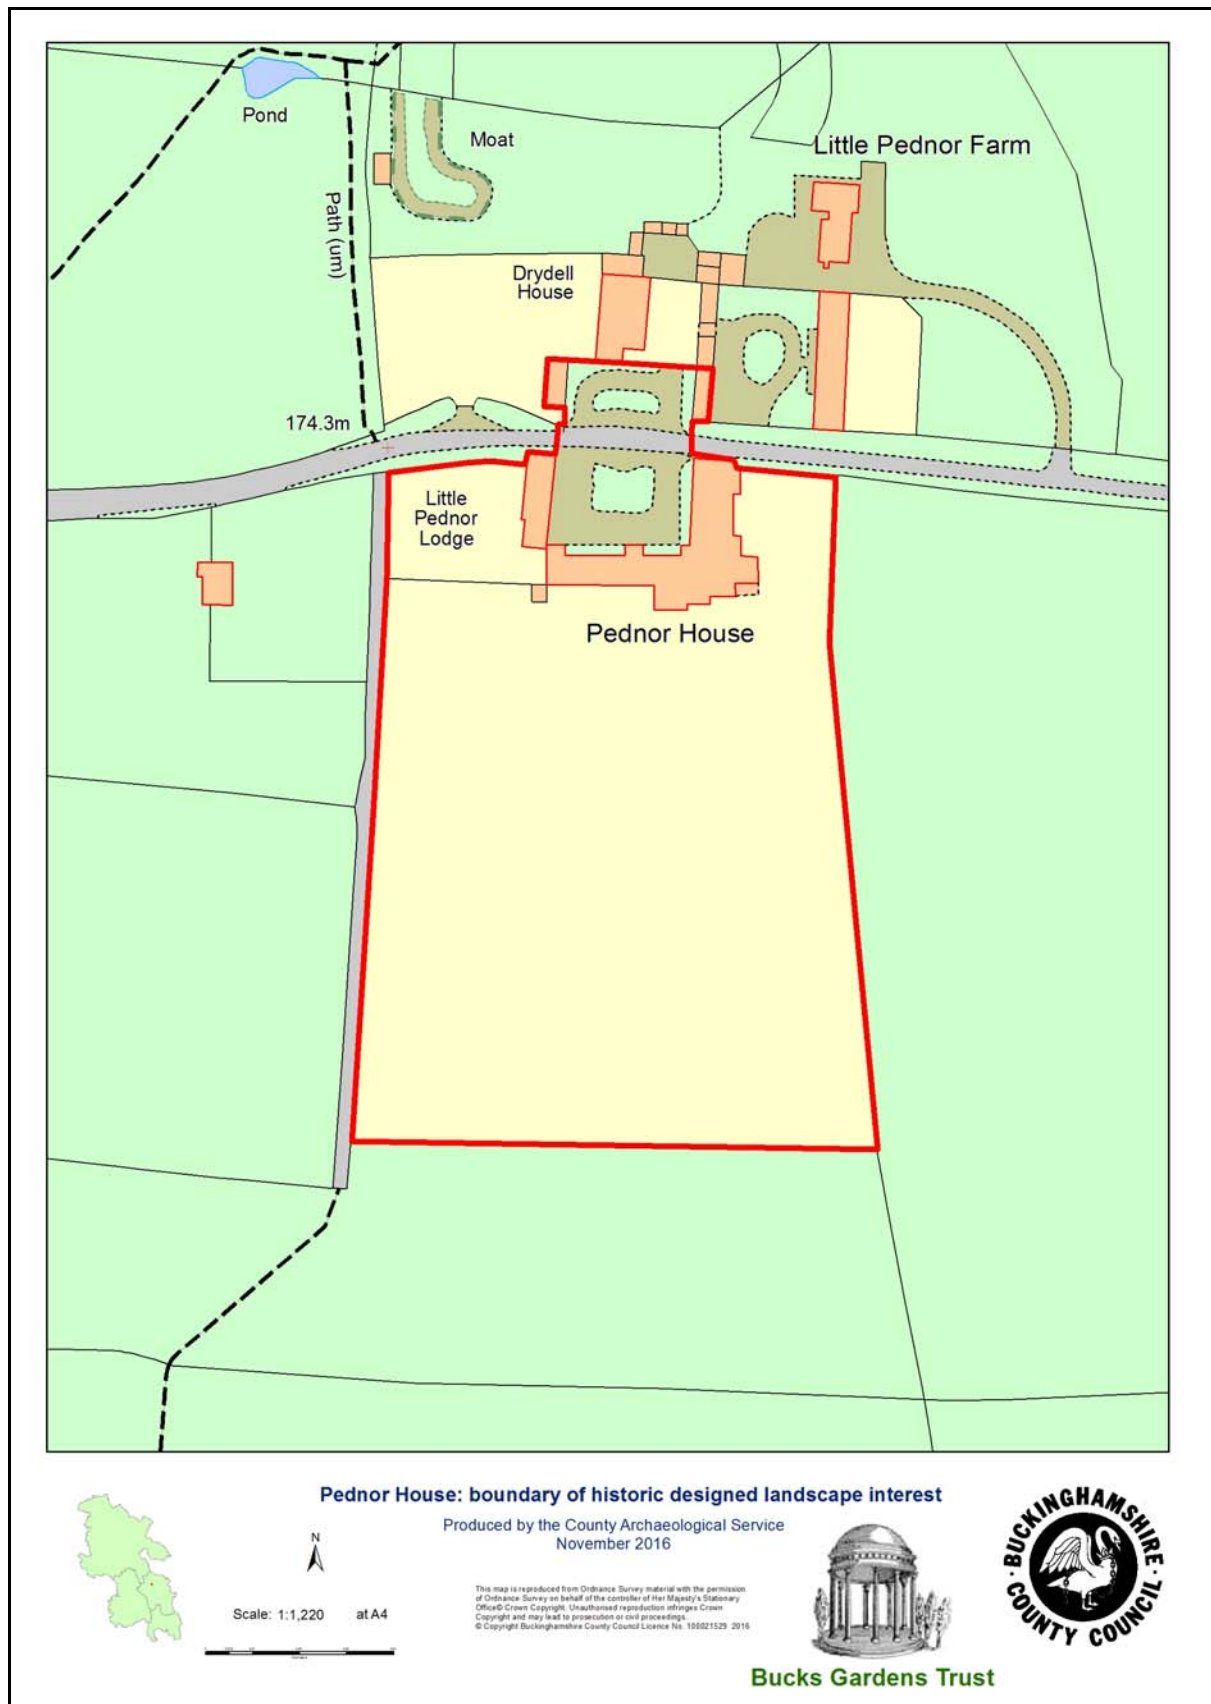 Pond
Moat
Little Pednor Farm
Path (um)
Drydell
House
174.3m
Little
Pednor
Lodge
Pednor House
Pednor House: boundary of historic designed landscape interest
Produced by the County Archaeological Service
November 2016
N
Scale: 1:1,220 at A4
This map is reproduced from Ordnance Survey material with the permission
of Ordnance Survey on behalf of the controller of Her Majesty's Stationary
Office© Crown Copyright. Unauthorised reproduction infringes Crown
Copyright and may lead to prosecution or civil proceedings.
© Copyright Buckinghamshire County Council Licence No. 100021529 2016
Bucks Gardens Trust
· BUCKINGHAMSHIRE ·
COUNTY COUNCIL